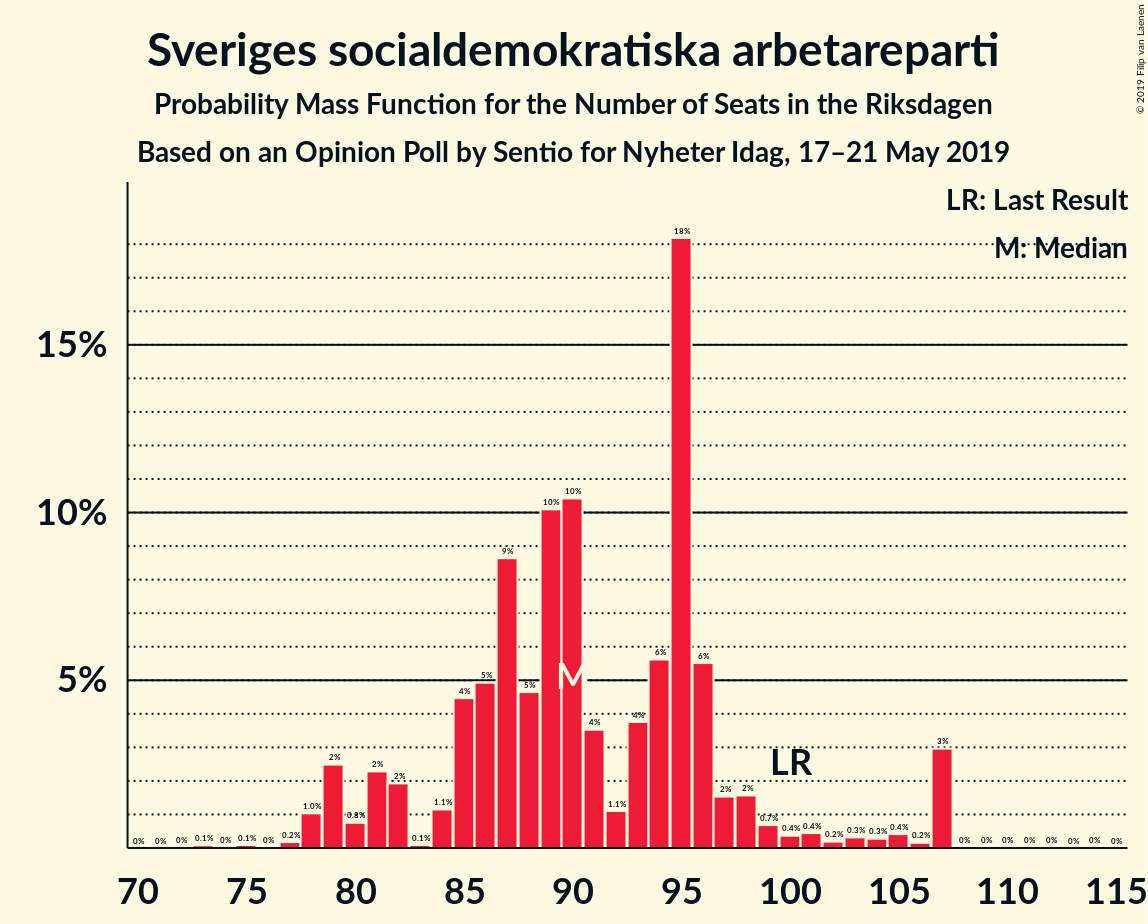 Sveriges socialdemokratiska arbetareparti
Probability Mass Function for the Number of Seats in the Riksdagen
Based on an Opinion Poll by Sentio for Nyheter Idag, 17–21 May 2019
© 2019 Filip van Laenen
LR: Last Result
M: Median
15%
10%
5%
0% 0% 0% 0.1% 0% 0.1% 0% 0.2% 1.0% 2% 0.8% 2% 2% 0.1% 1.1% 4% 5% 9% 5% 10% 10% 4% 1.1% 4% 6% 18% 6% 2% 2% 0.7% 0.4% 0.4% 0.2% 0.3% 0.3% 0.4% 0.2% 3% 0% 0% 0% 0% 0% 0% 0% 0%
M
LR
70 75 80 85 90 95 100 105 110 115